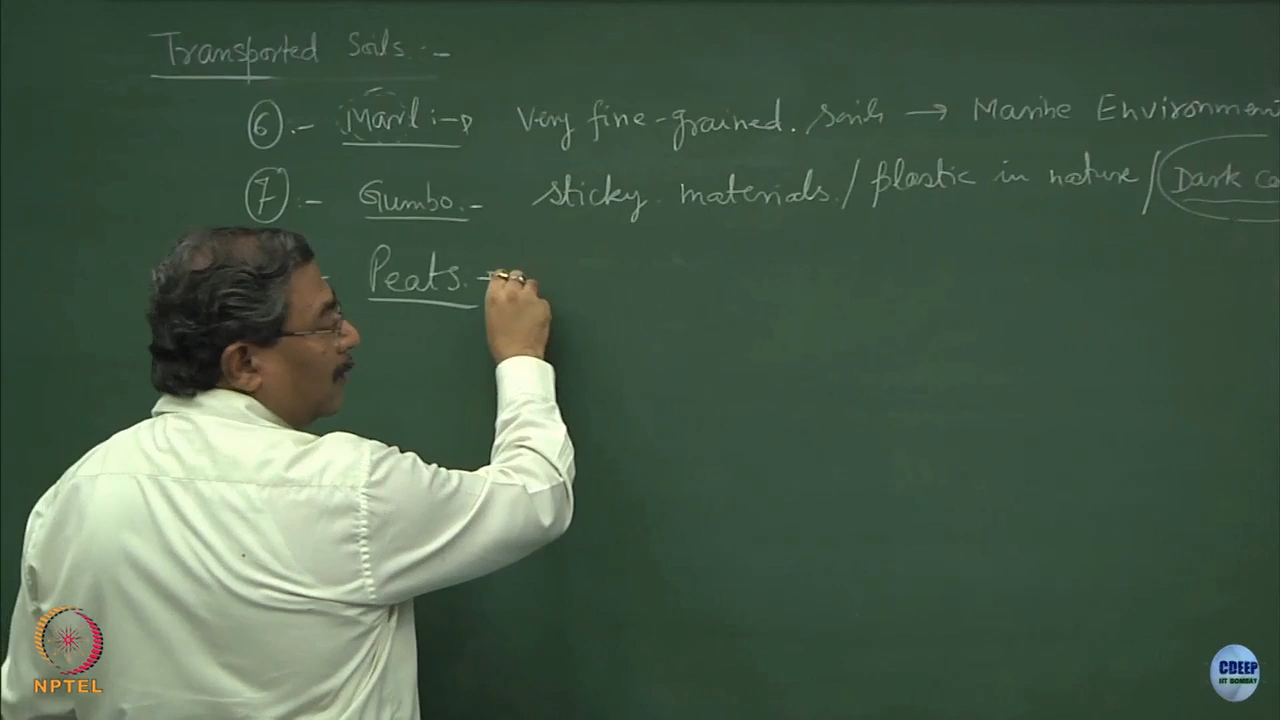 Transported Soils :-
⑥ :- Marl :-> Very fine-grained. soils → Marine Environment
⑦ :- Gumbo :- sticky materials. / plastic in nature / Dark Co
- Peats. -
NPTEL
CDEEP
IIT BOMBAY